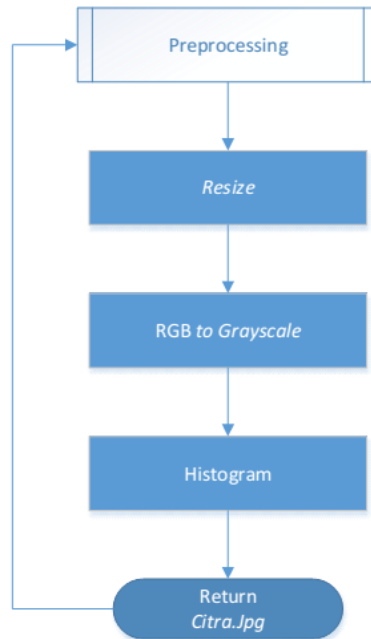 Preprocessing
Resize
RGB to Grayscale
Histogram
Return
Citra.Jpg